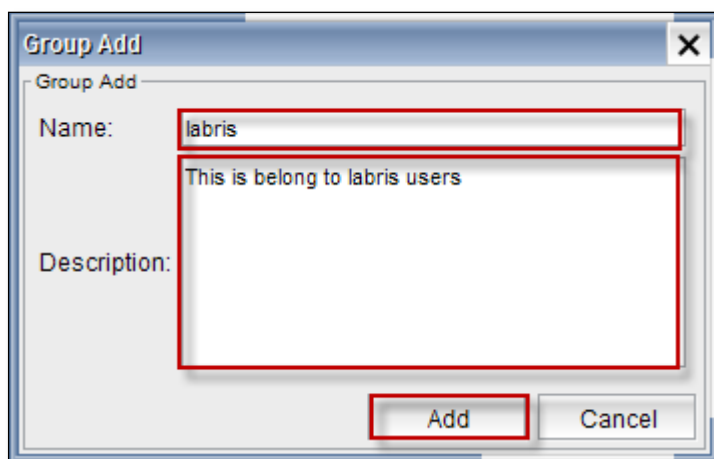 Group Add
Group Add
Name: labris
This is belong to labris users
Description:
Add Cancel